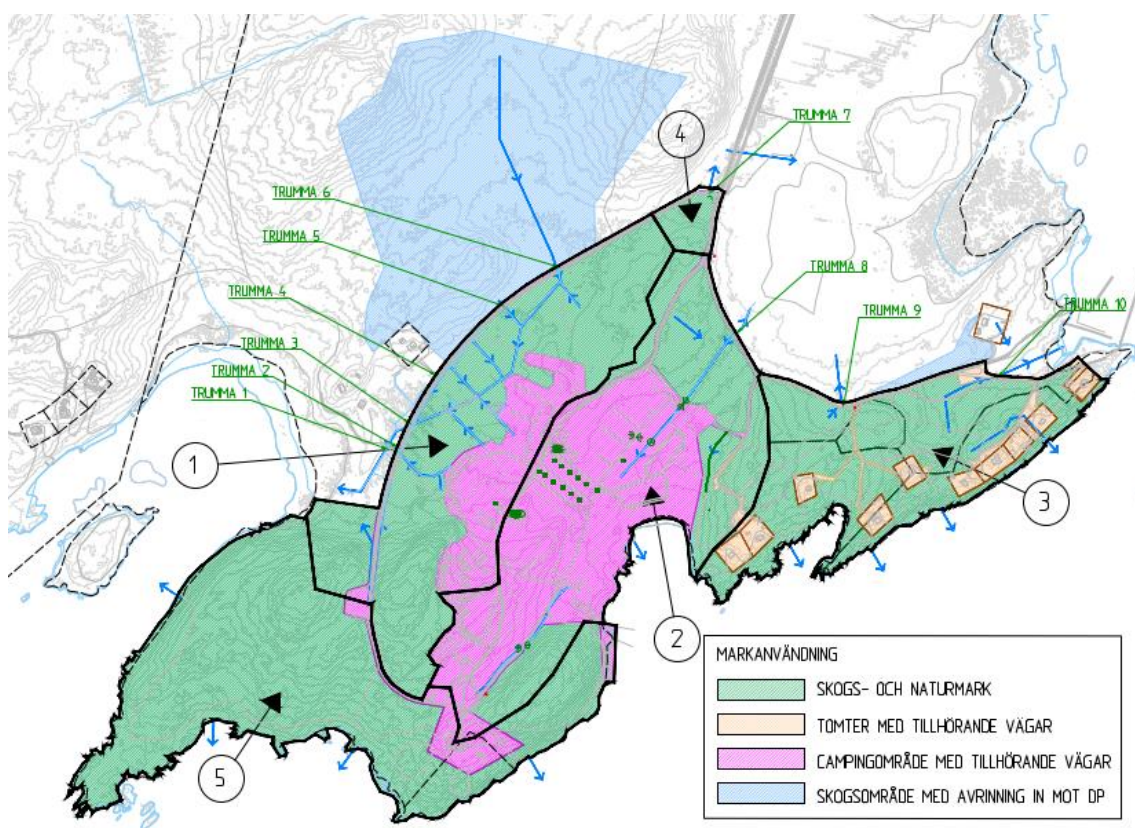 TRUMMA 7
4
TRUMMA 6
TRUMMA 5
TRUMMA 8
TRUMMA 4
TRUMMA 9
TRUMMA 10
TRUMMA 3
TRUMMA 2
TRUMMA 1
1
3
2
5
MARKANVÄNDNING
SKOGS- OCH NATURMARK
TOMTER MED TILLHÖRANDE VÄGAR
CAMPINGOMRÅDE MED TILLHÖRANDE VÄGAR
SKOGSOMRÅDE MED AVRINNING IN MOT DP